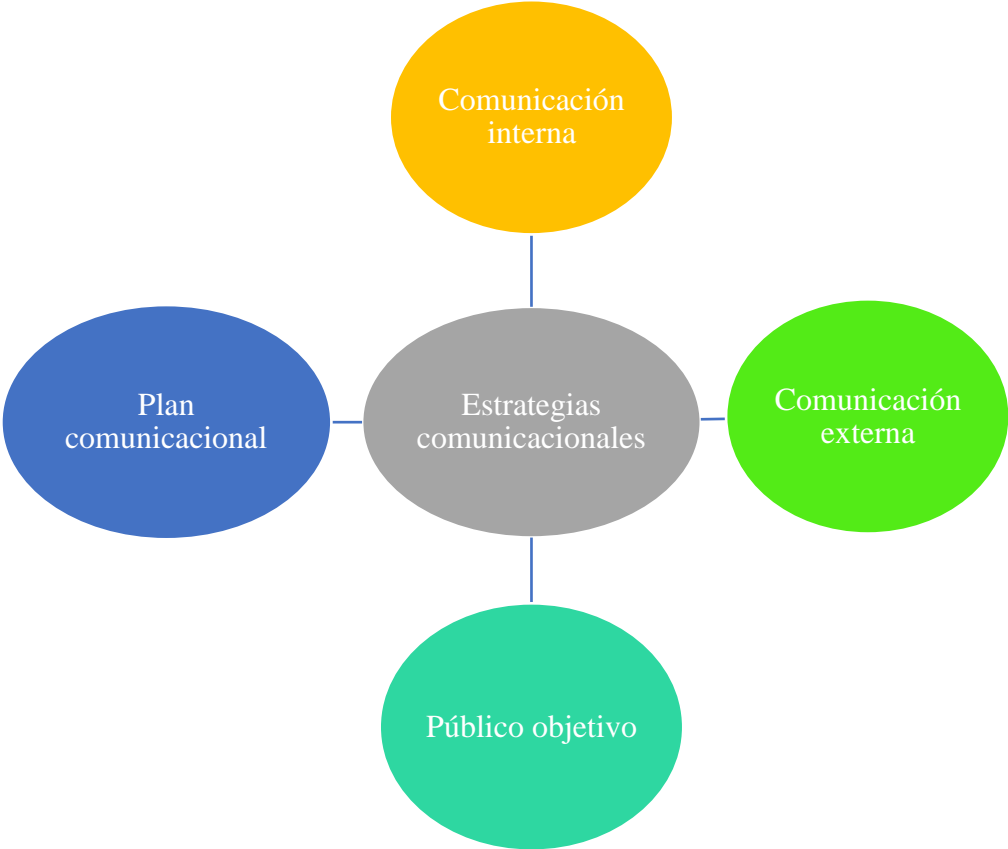 Comunicación
interna
Plan
comunicacional
Estrategias
comunicacionales
Comunicación
externa
Público objetivo